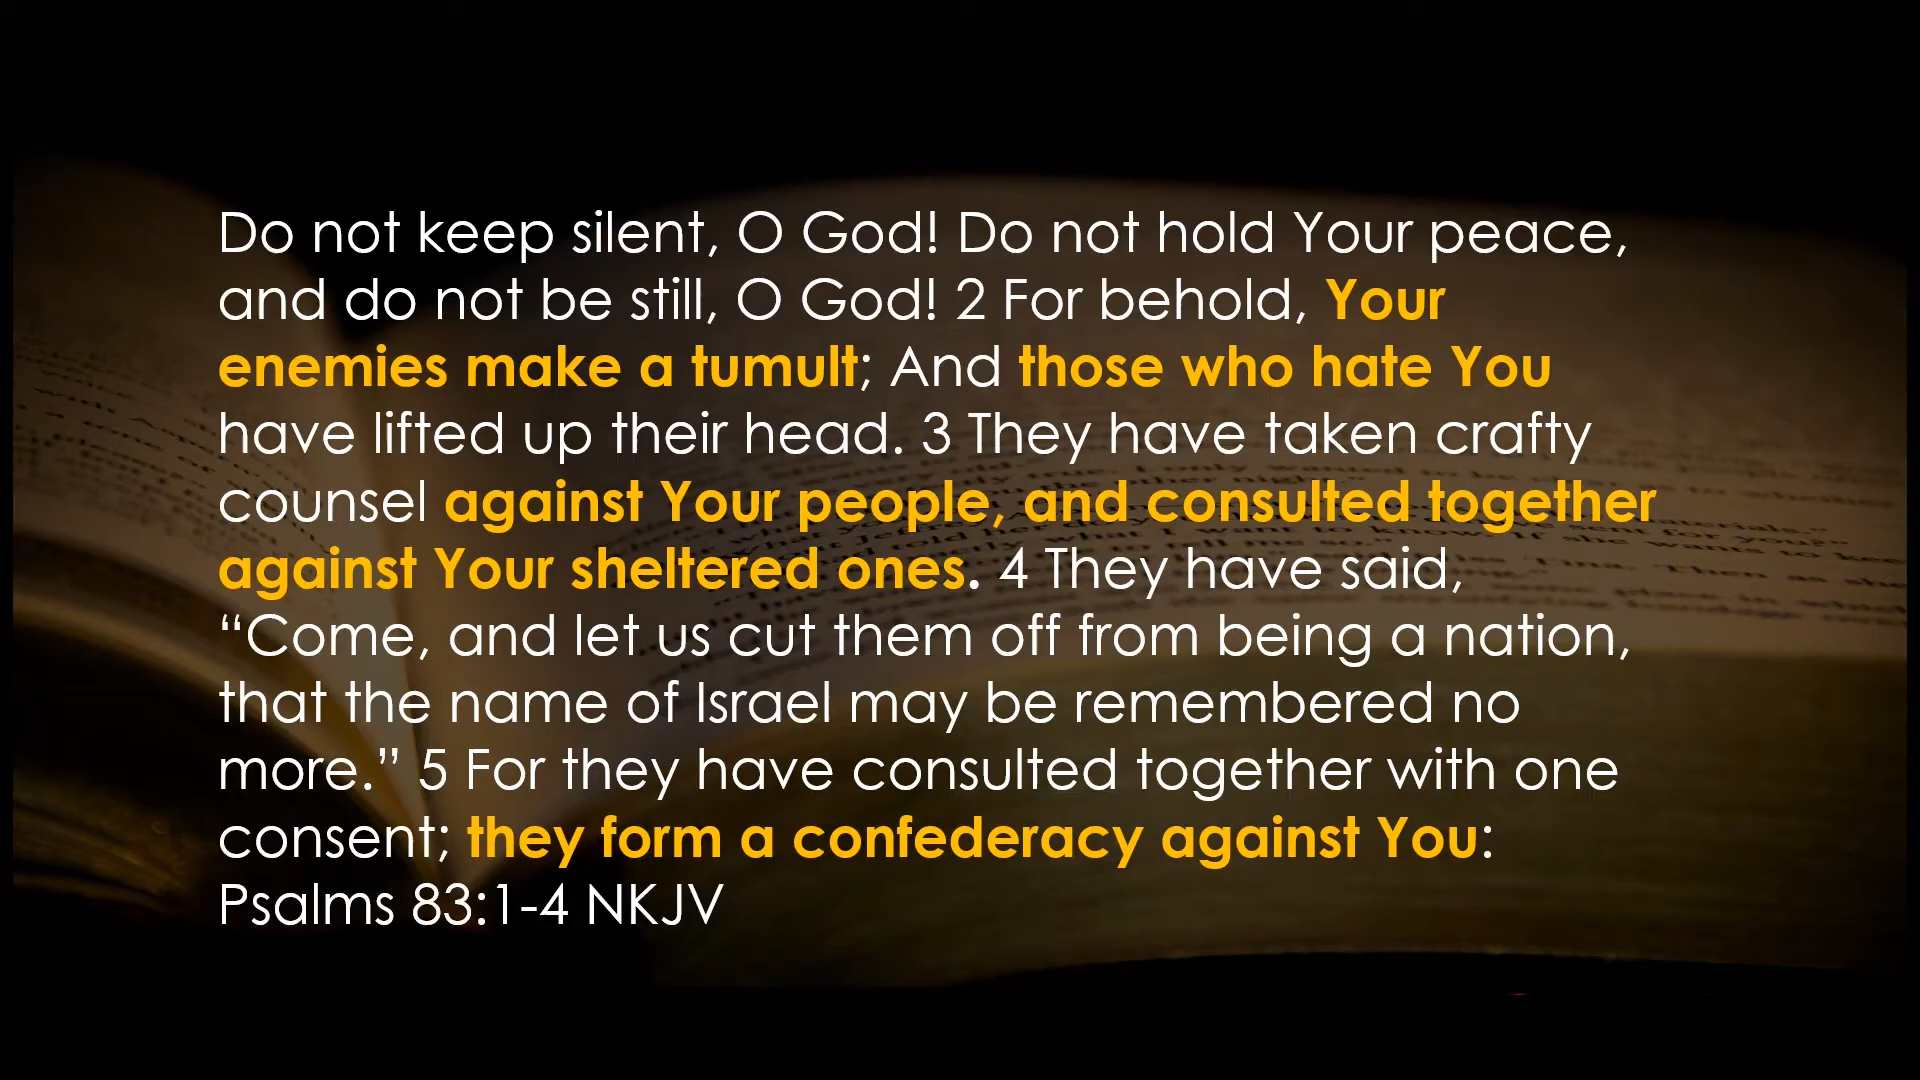 Do not keep silent, O God! Do not hold Your peace,
and do not be still, O God! 2 For behold, Your
enemies make a tumult; And those who hate You
have lifted up their head. 3 They have taken crafty
counsel against Your people, and consulted together
against Your sheltered ones. 4 They have said,
“Come, and let us cut them off from being a nation,
that the name of Israel may be remembered no
more.” 5 For they have consulted together with one
consent; they form a confederacy against You:
Psalms 83:1-4 NKJV